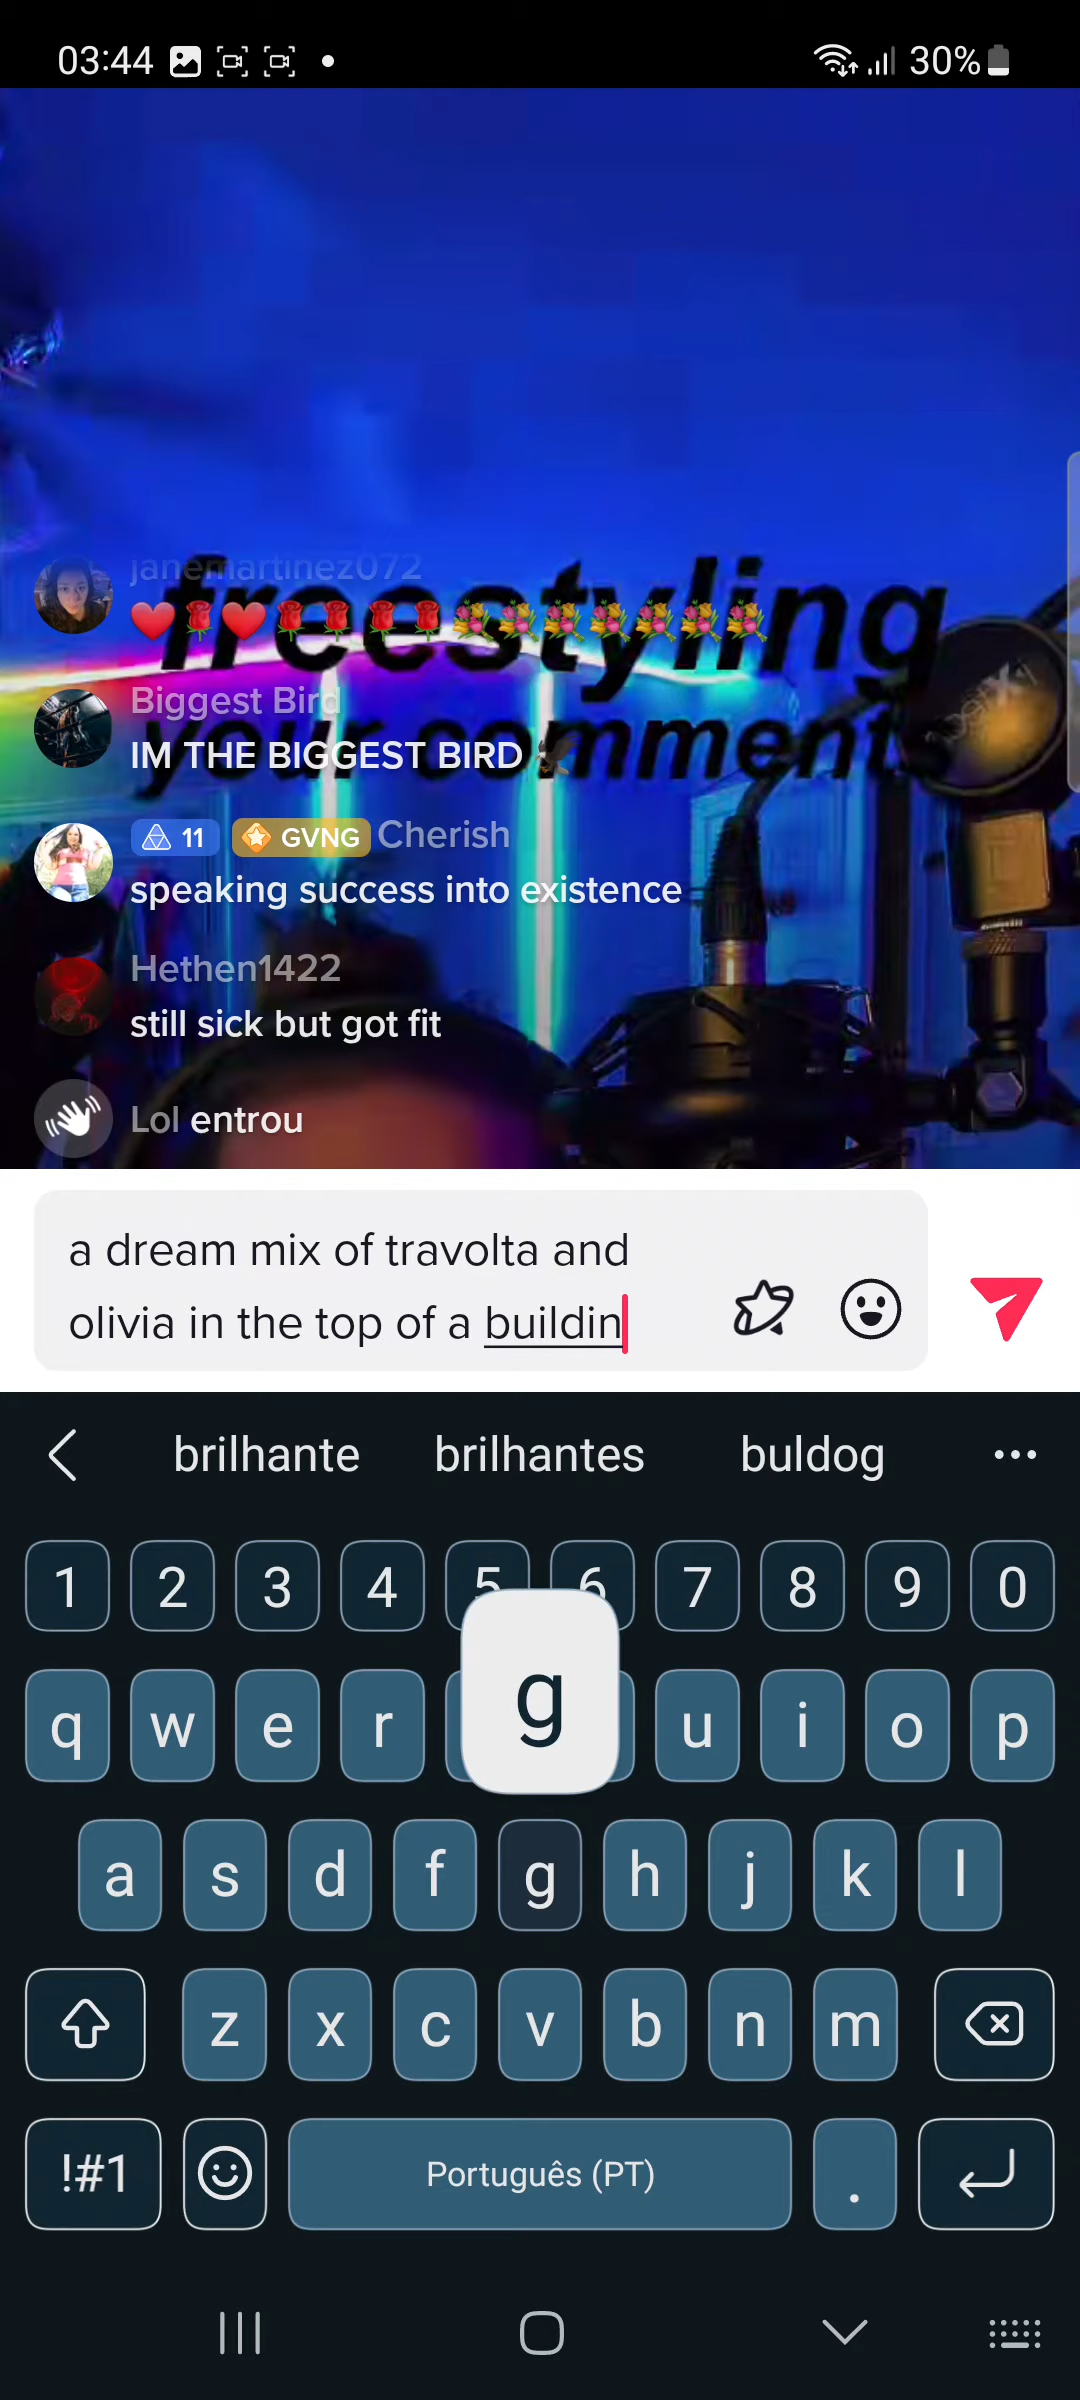 03:44 30%
janemartinez072
freestyling
Biggest Bird
your comments
IM THE BIGGEST BIRD
11 GVNG Cherish
speaking success into existence
Hethen1422
still sick but got fit
Lol entrou
a dream mix of travolta and
olivia in the top of a buildin
brilhante brilhantes buldog
1 2 3 4 5 6 7 8 9 0
g
q w e r u i o p
a s d f g h j k l
z x c v b n m
!#1 Português (PT) .